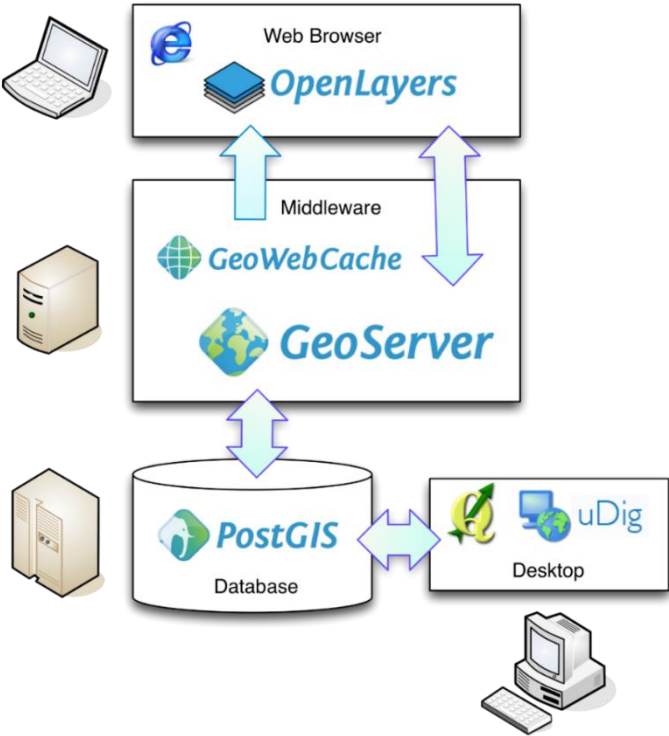 Web Browser
OpenLayers
Middleware
GeoWebCache
GeoServer
PostGIS
Database
uDig
Desktop